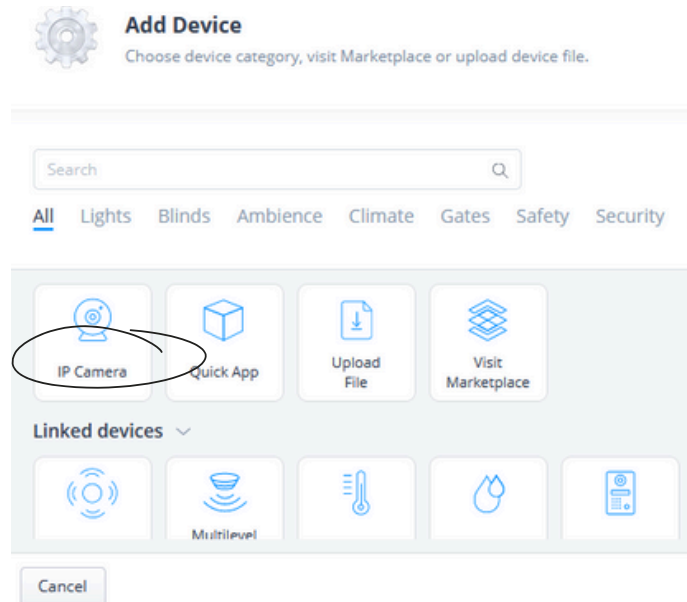 Add Device
Choose device category, visit Marketplace or upload device file.
Search
All Lights Blinds Ambience Climate Gates Safety Security
IP Camera
Quick App
Upload
File
Visit
Marketplace
Linked devices
Multilevel
Cancel